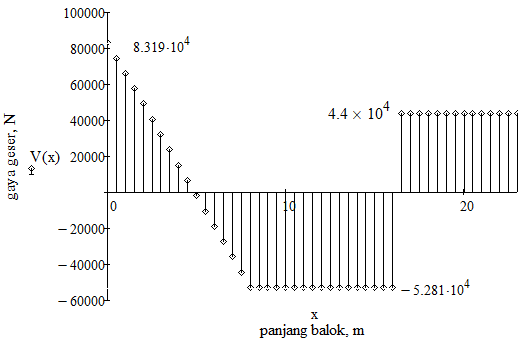 gaya geser, N
V(x)
100000
80000
60000
40000
20000
−20000
−40000
−60000
8.319·10⁴
4.4 × 10⁴
−5.281·10⁴
0
10
20
x
panjang balok, m